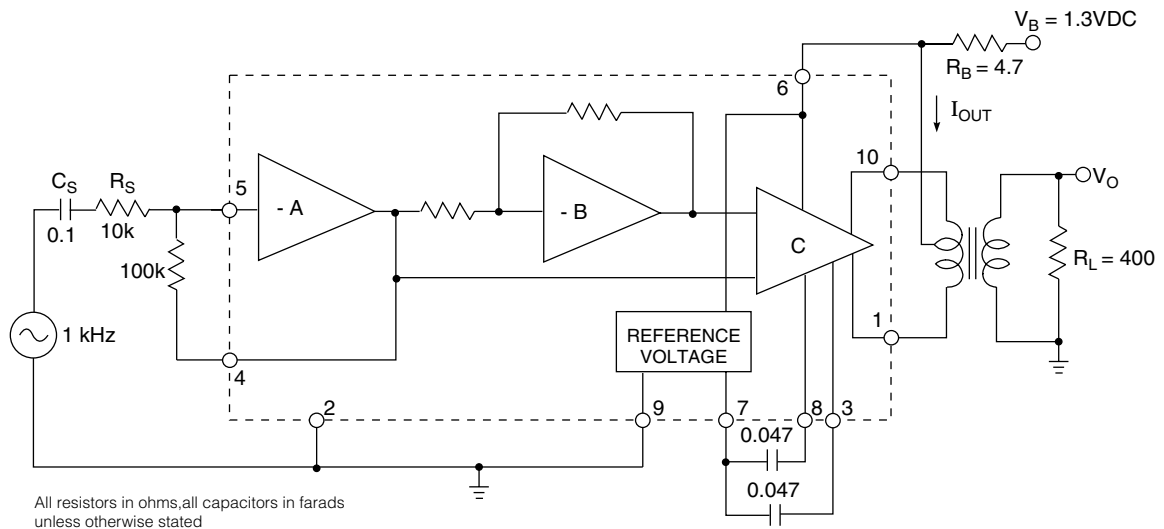 V_B = 1.3VDC
R_B = 4.7
6
I_OUT
10
C_S
R_S
5
- A
- B
C
V_O
0.1
10k
100k
R_L = 400
1 kHz
1
REFERENCE
VOLTAGE
4
2
9
7
8
3
0.047
0.047
All resistors in ohms,all capacitors in farads
unless otherwise stated